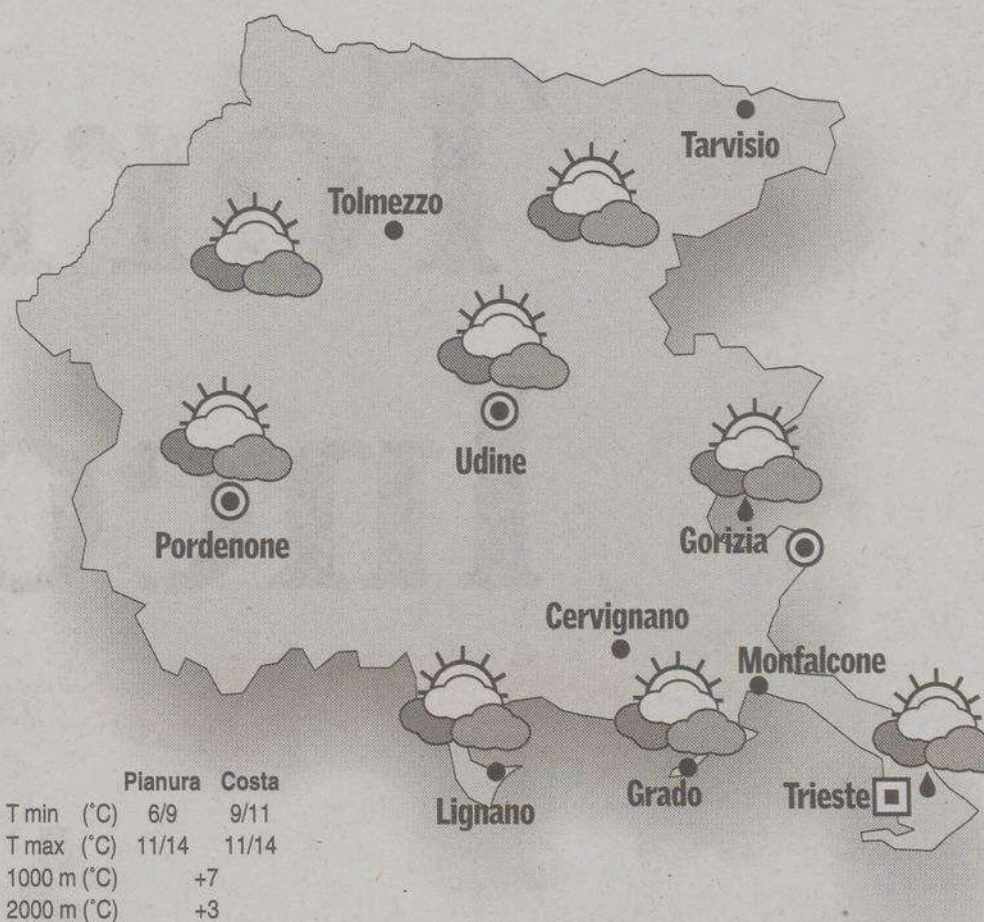 Tarvisio
Tolmezzo
Udine
Pordenone
Gorizia
Cervignano
Monfalcone
Lignano
Grado
Trieste
Pianura Costa
T min (°C) 6/9 9/11
T max (°C) 11/14 11/14
1000 m (°C) +7
2000 m (°C) +3